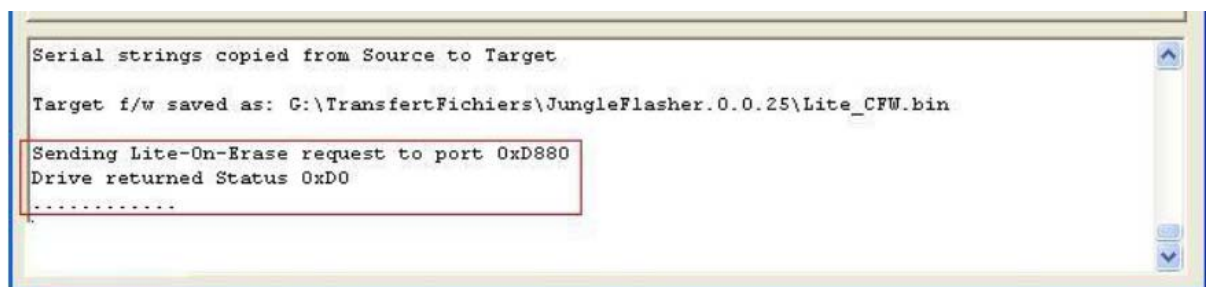 Serial strings copied from Source to Target
Target f/w saved as: G:\TransfertFichiers\JungleFlasher.0.0.25\Lite_CFW.bin
Sending Lite-On-Erase request to port 0xD880
Drive returned Status 0xD0
............